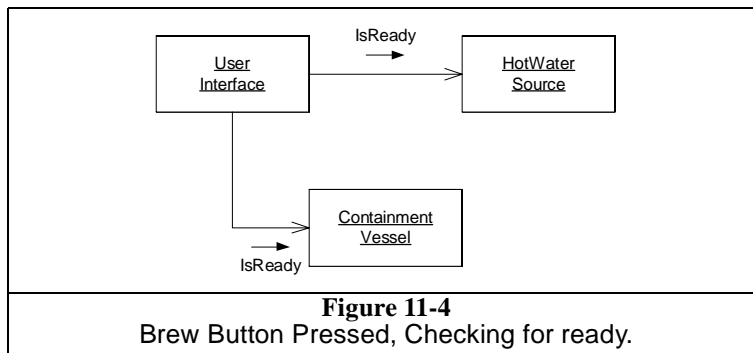 IsReady
User
Interface
HotWater
Source
Containment
Vessel
IsReady
Figure 11-4
Brew Button Pressed, Checking for ready.